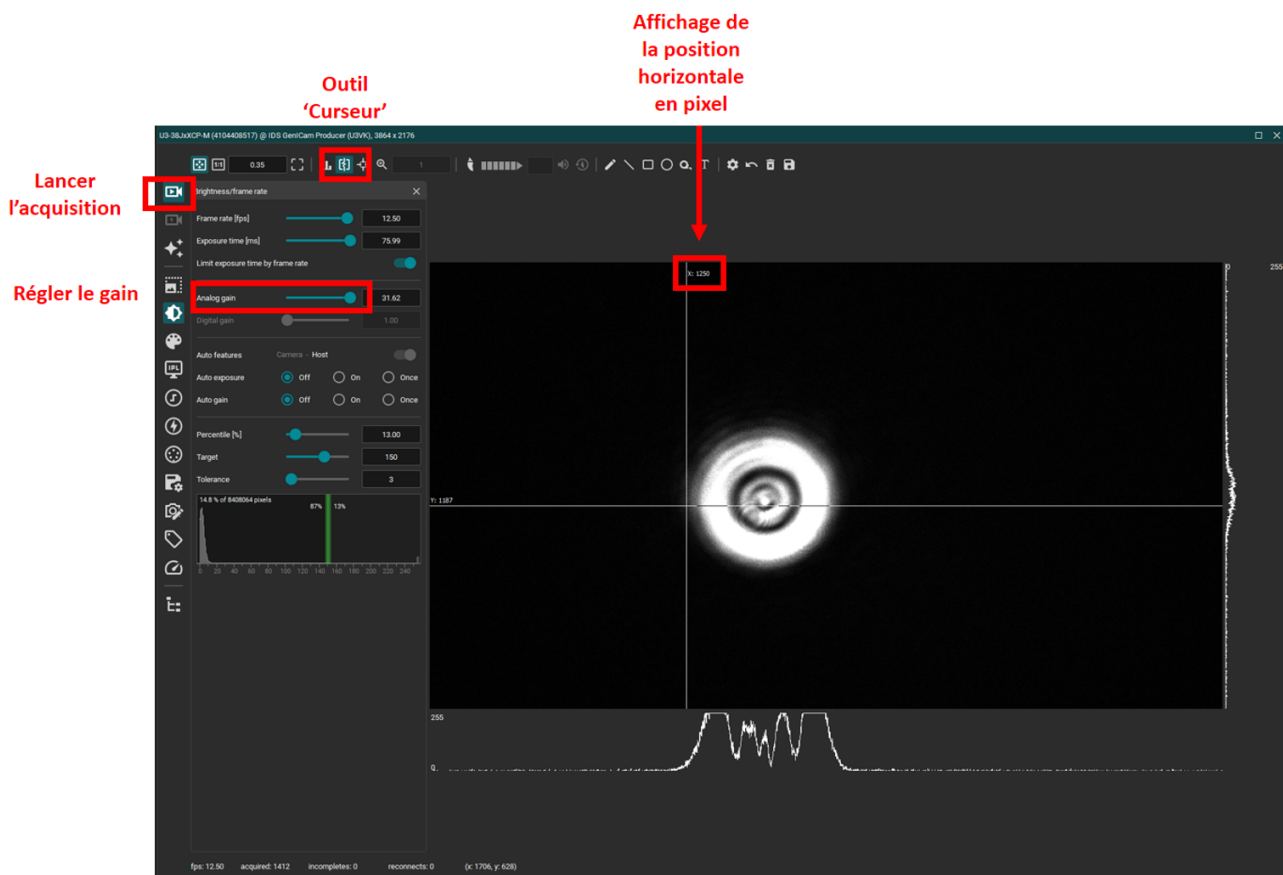 Affichage de
la position
horizontale
en pixel
Outil
‘Curseur’
U3-38JxXCP-M (4104408517) @ IDS GenICam Producer (U3VK), 3864 x 2176
1:1
0.35
1
T
Lancer
l’acquisition
Brightness/frame rate
Frame rate [fps]
12.50
Exposure time [ms]
75.99
Limit exposure time by frame rate
Régler le gain
Analog gain
31.62
Digital gain
1.00
Auto features
Camera - Host
Auto exposure
Off
On
Once
Auto gain
Off
On
Once
Percentile [%]
13.00
Target
150
Tolerance
3
14.8 % of 8408064 pixels
87%
13%
0 20 40 60 80 100 120 140 160 180 200 220 240
IPL
X: 1250
Y: 1187
0
255
255
0
fps: 12.50
acquired: 1412
incompletes: 0
reconnects: 0
(x: 1706, y: 628)